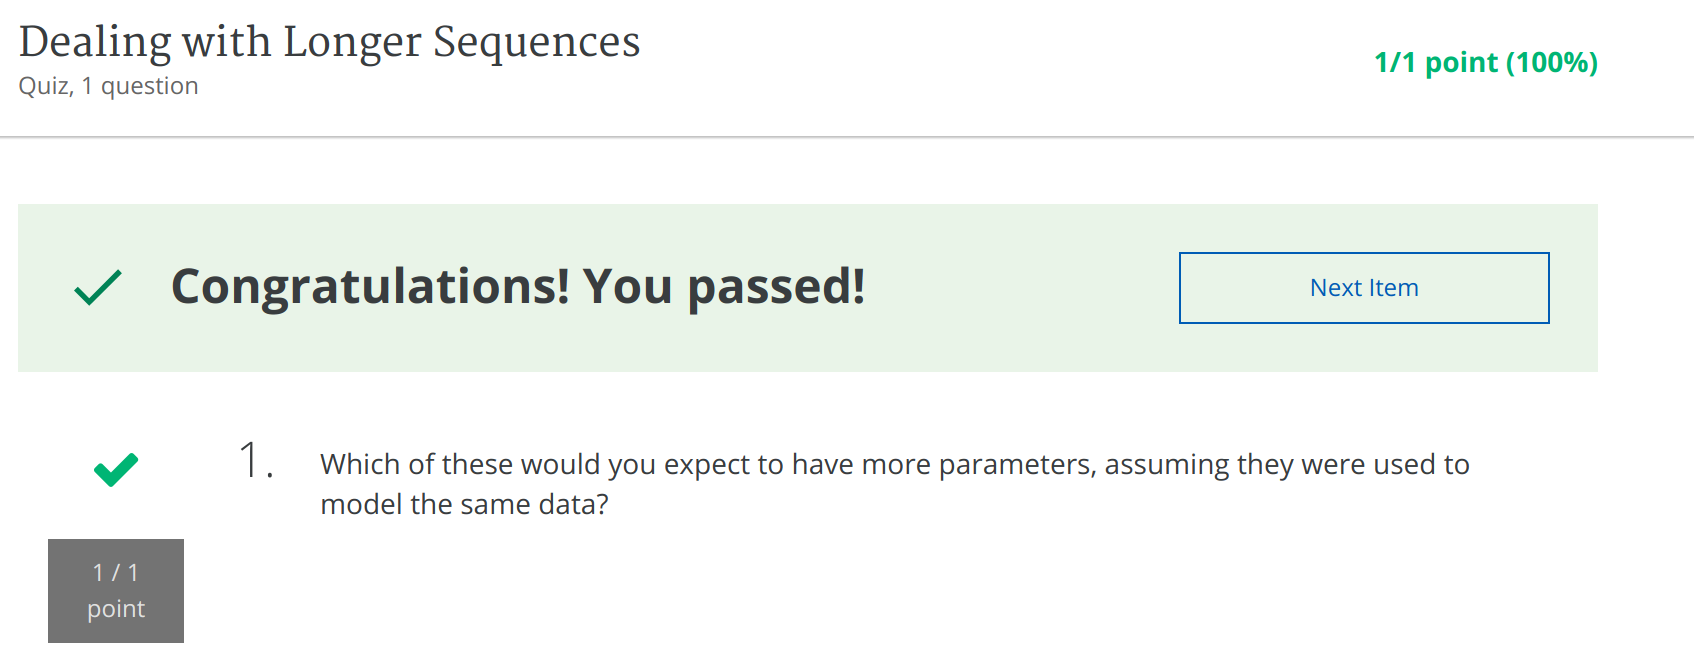 Dealing with Longer Sequences
Quiz, 1 question
1/1 point (100%)
Congratulations! You passed!
Next Item
1.
Which of these would you expect to have more parameters, assuming they were used to
model the same data?
1 / 1
point